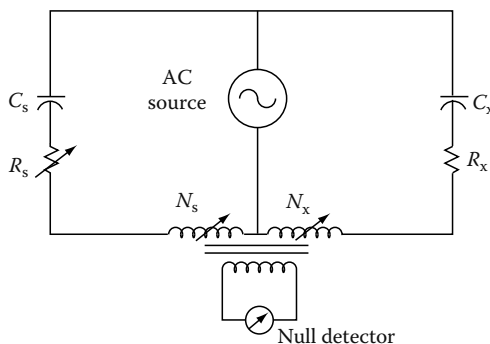 AC
source
Cs
Cx
Rs
Rx
Ns
Nx
Null detector